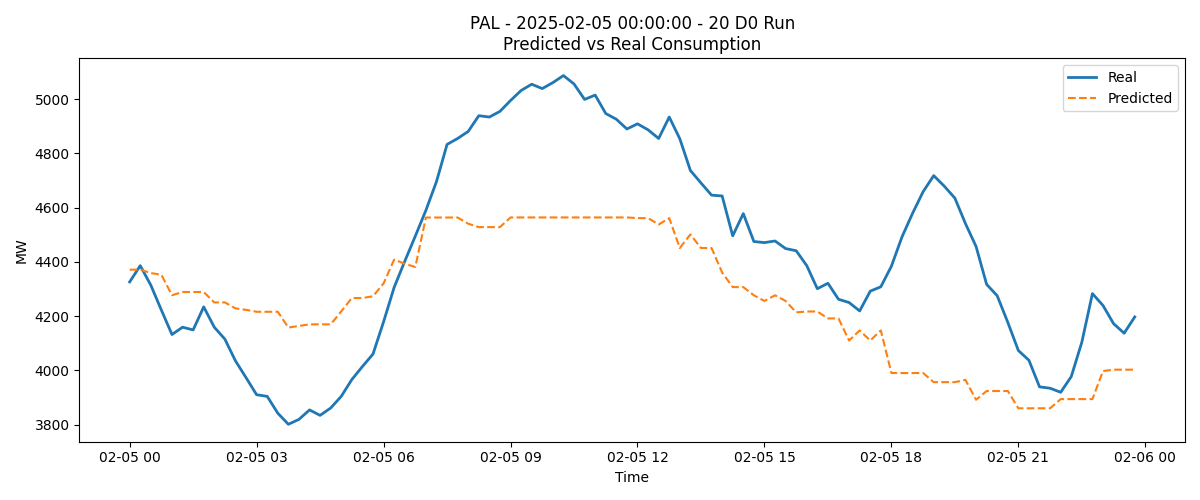 PAL - 2025-02-05 00:00:00 - 20 D0 Run
Predicted vs Real Consumption
Real
Predicted
MW
5000
4800
4600
4400
4200
4000
3800
02-05 00
02-05 03
02-05 06
02-05 09
02-05 12
02-05 15
02-05 18
02-05 21
02-06 00
Time